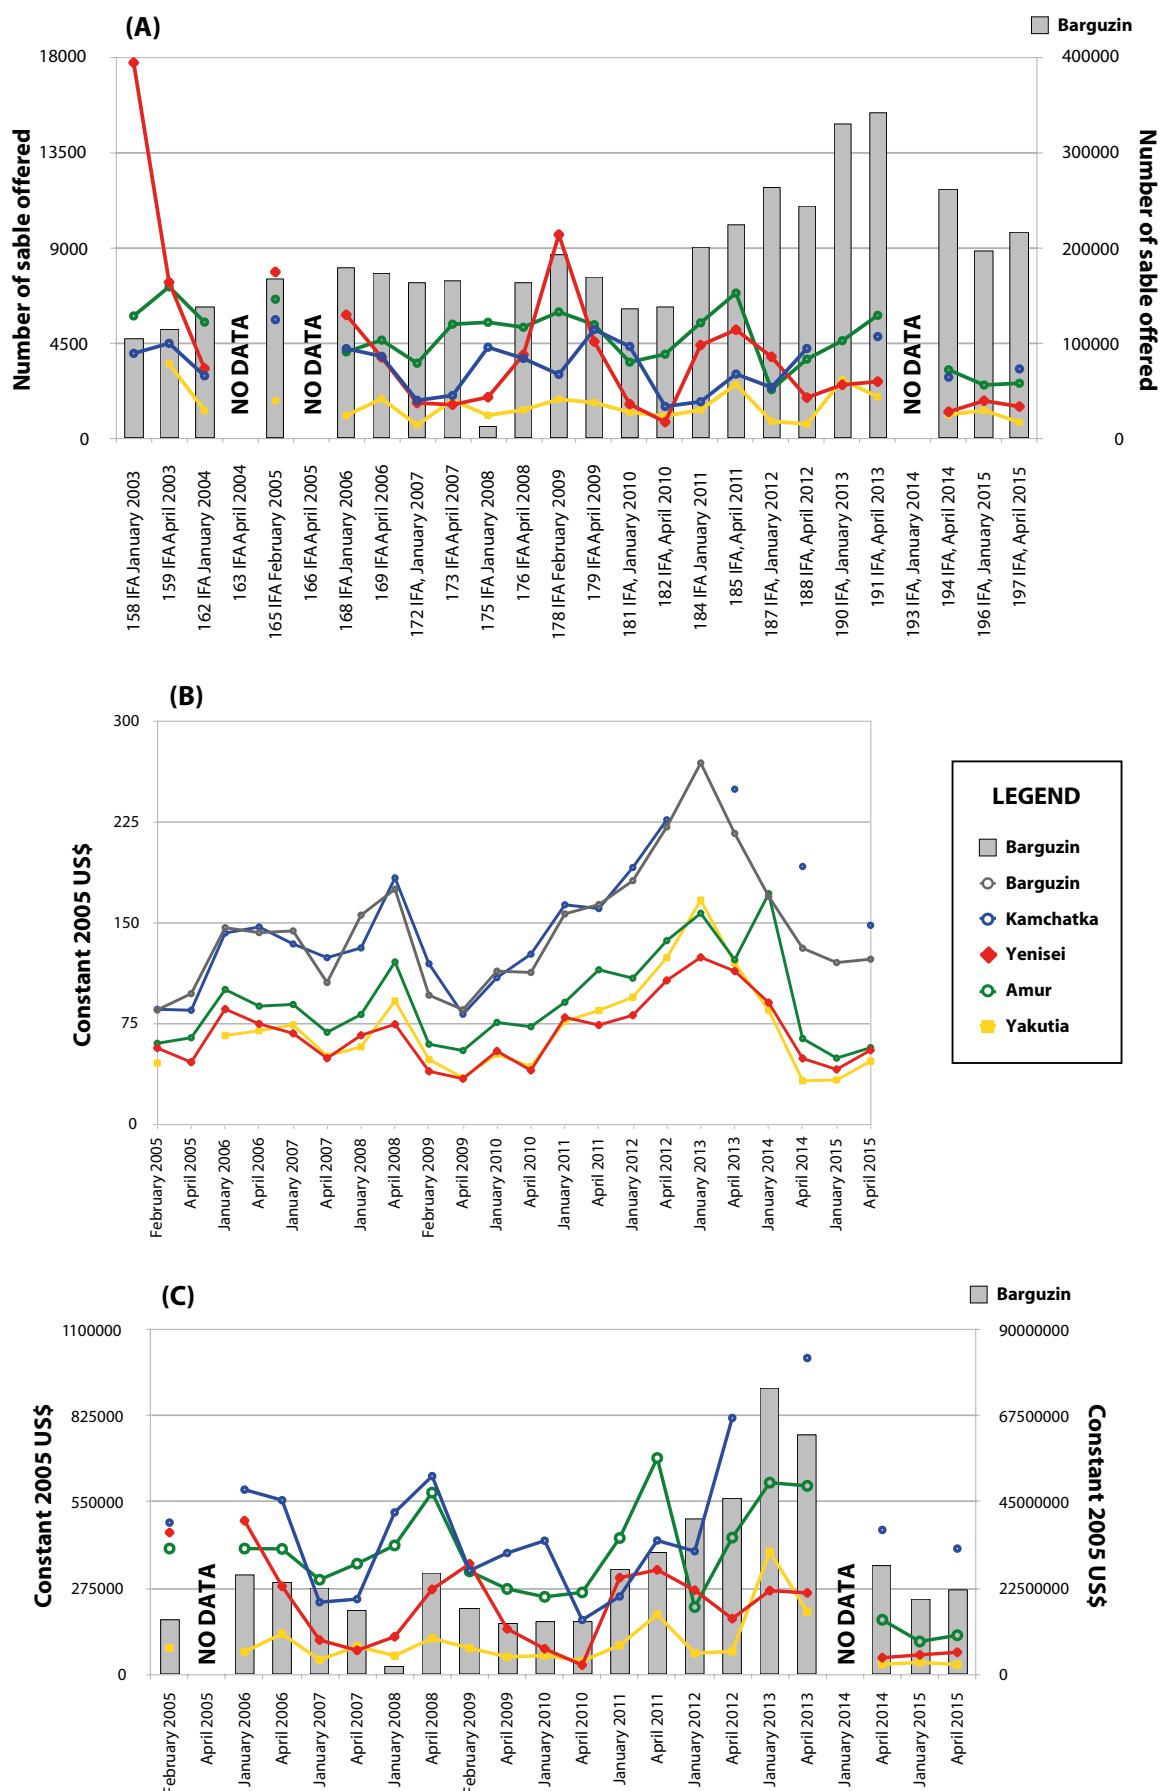 (A)
Barguzin
18000
13500
9000
4500
0
Number of sable offered
400000
300000
200000
100000
0
Number of sable offered
NO DATA
NO DATA
NO DATA
158 IFA January 2003
159 IFA April 2003
162 IFA January 2004
163 IFA April 2004
165 IFA February 2005
166 IFA April 2005
168 IFA January 2006
169 IFA April 2006
172 IFA, January 2007
173 IFA April 2007
175 IFA January 2008
176 IFA April 2008
178 IFA February 2009
179 IFA April 2009
181 IFA, January 2010
182 IFA, April 2010
184 IFA, January 2011
185 IFA, April 2011
187 IFA, January 2012
188 IFA, April 2012
190 IFA, January 2013
191 IFA, April 2013
193 IFA, January 2014
194 IFA, April 2014
196 IFA, January 2015
197 IFA, April 2015
(B)
300
225
150
75
0
Constant 2005 US$
February 2005
April 2005
January 2006
April 2006
January 2007
April 2007
January 2008
April 2008
February 2009
April 2009
January 2010
April 2010
January 2011
April 2011
January 2012
April 2012
January 2013
April 2013
January 2014
April 2014
January 2015
April 2015
LEGEND
Barguzin
Barguzin
Kamchatka
Yenisei
Amur
Yakutia
(C)
Barguzin
1100000
825000
550000
275000
0
Constant 2005 US$
90000000
67500000
45000000
22500000
0
Constant 2005 US$
NO DATA
NO DATA
February 2005
April 2005
January 2006
April 2006
January 2007
April 2007
January 2008
April 2008
February 2009
April 2009
January 2010
April 2010
January 2011
April 2011
January 2012
April 2012
January 2013
April 2013
January 2014
April 2014
January 2015
April 2015